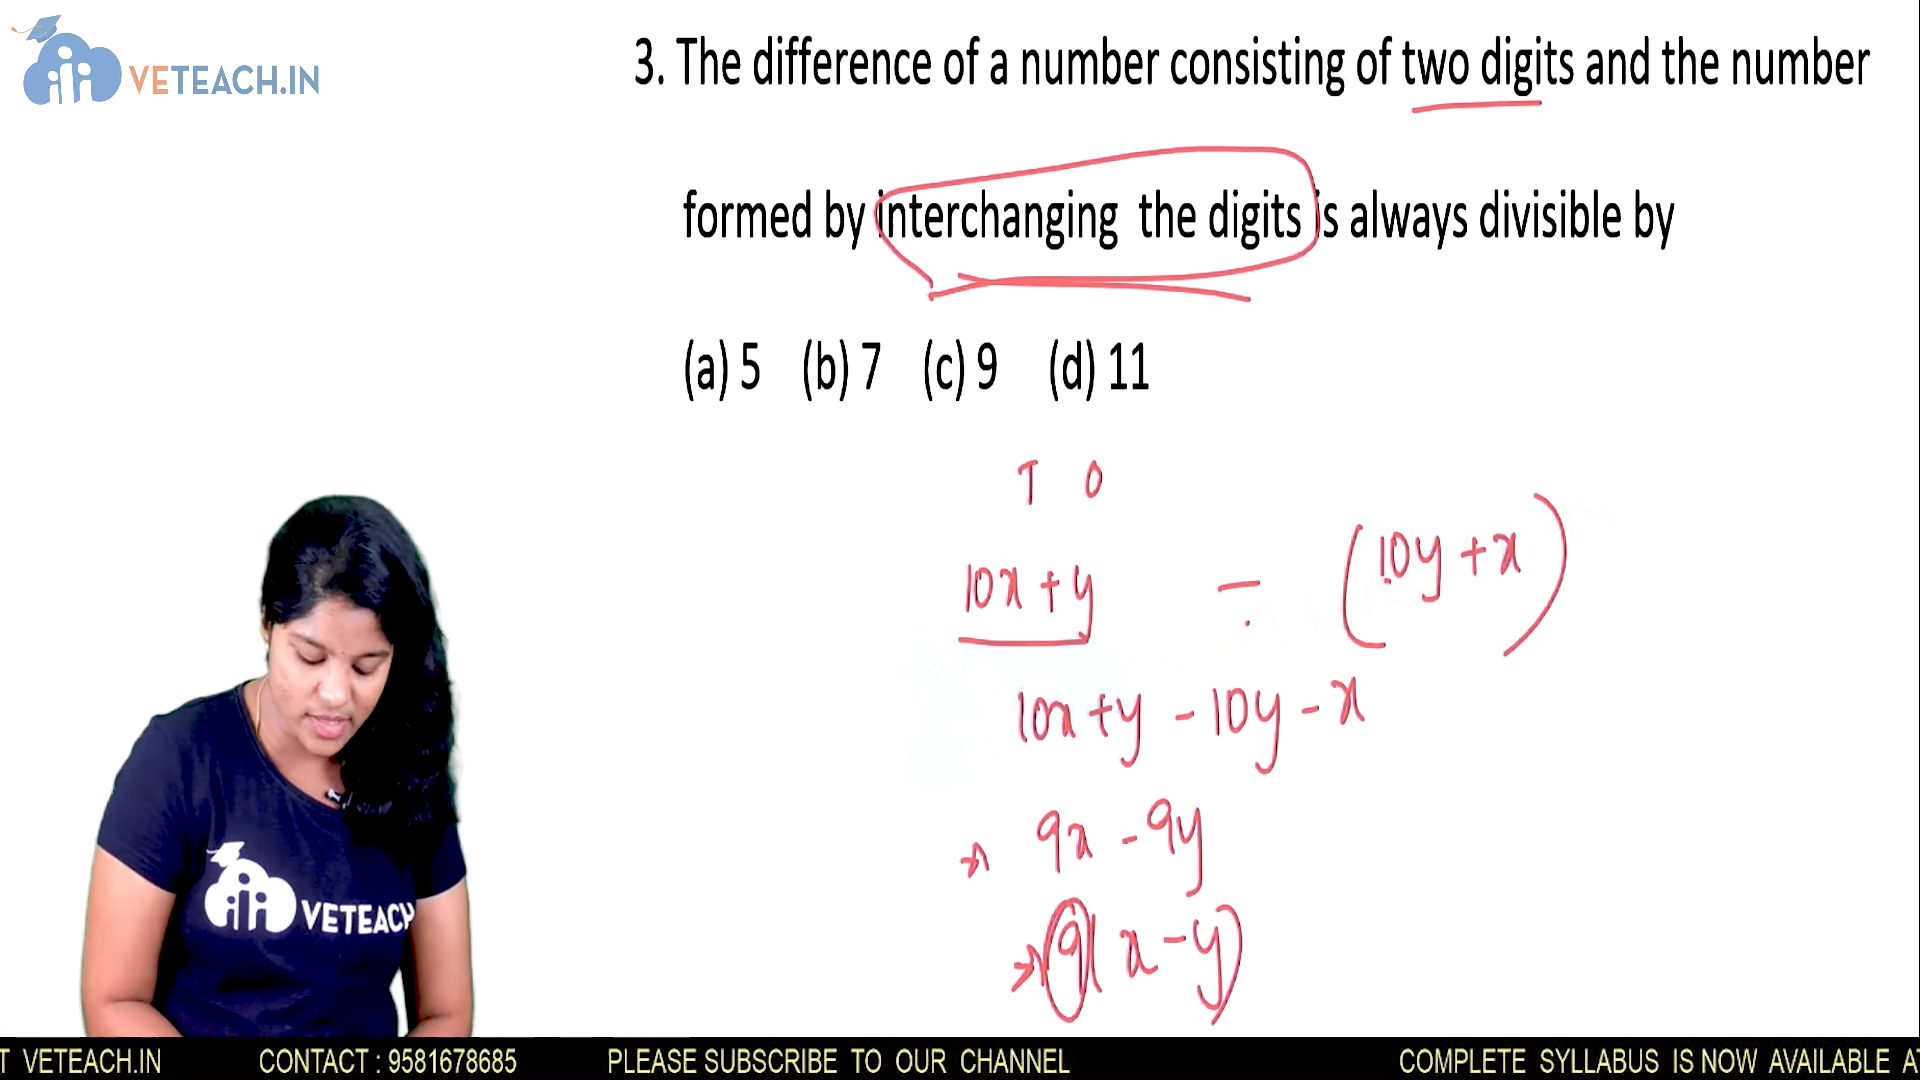 VETEACH.IN
3. The difference of a number consisting of two digits and the number
formed by interchanging the digits is always divisible by
(a) 5 (b) 7 (c) 9 (d) 11
T O
10x + y - (10y + x)
10x + y - 10y - x
⇒ 9x - 9y
⇒ 9(x - y)
VETEACH
T VETEACH.IN CONTACT : 9581678685 PLEASE SUBSCRIBE TO OUR CHANNEL COMPLETE SYLLABUS IS NOW AVAILABLE AT